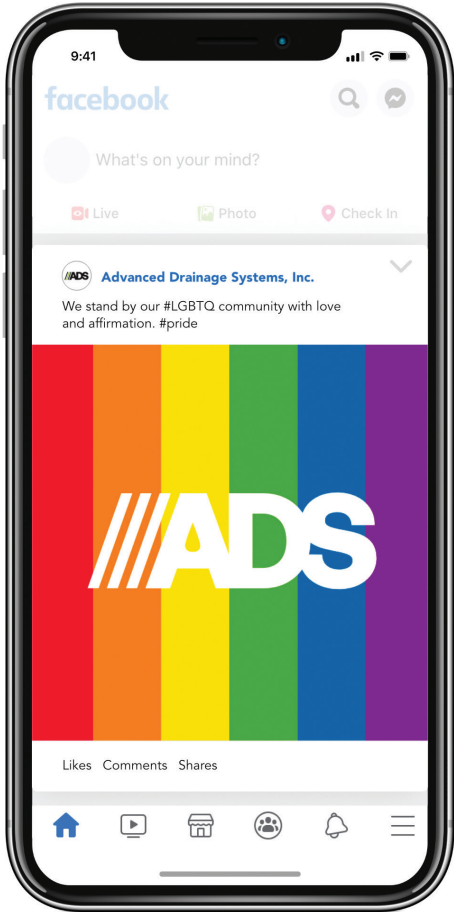 9:41
facebook
What's on your mind?
Live Photo Check In
ADS Advanced Drainage Systems, Inc.
We stand by our #LGBTQ community with love
and affirmation. #pride
ADS
Likes Comments Shares